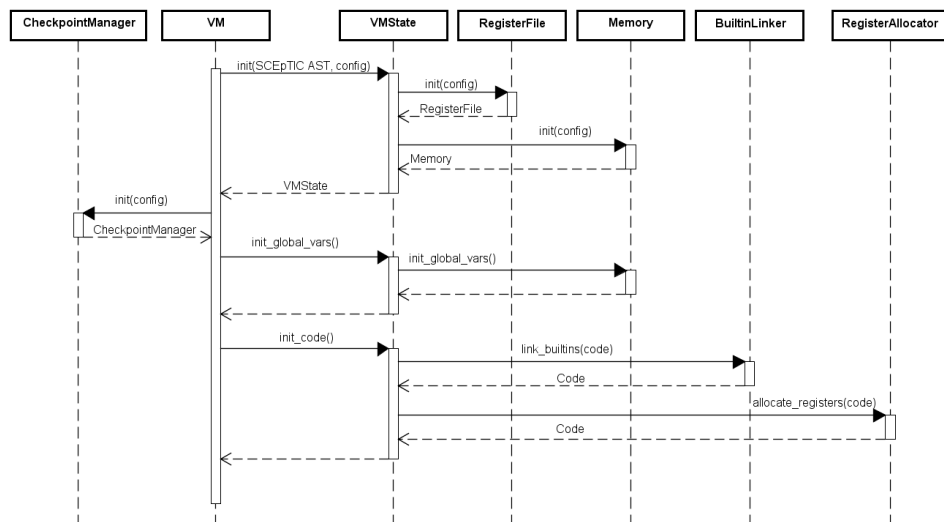 CheckpointManager VM VMState RegisterFile Memory BuiltinLinker RegisterAllocator
init(SCEpTIC AST, config)
init(config)
RegisterFile
init(config)
Memory
VMState
init(config)
CheckpointManager
init_global_vars()
init_global_vars()
init_code()
link_builtins(code)
Code
allocate_registers(code)
Code